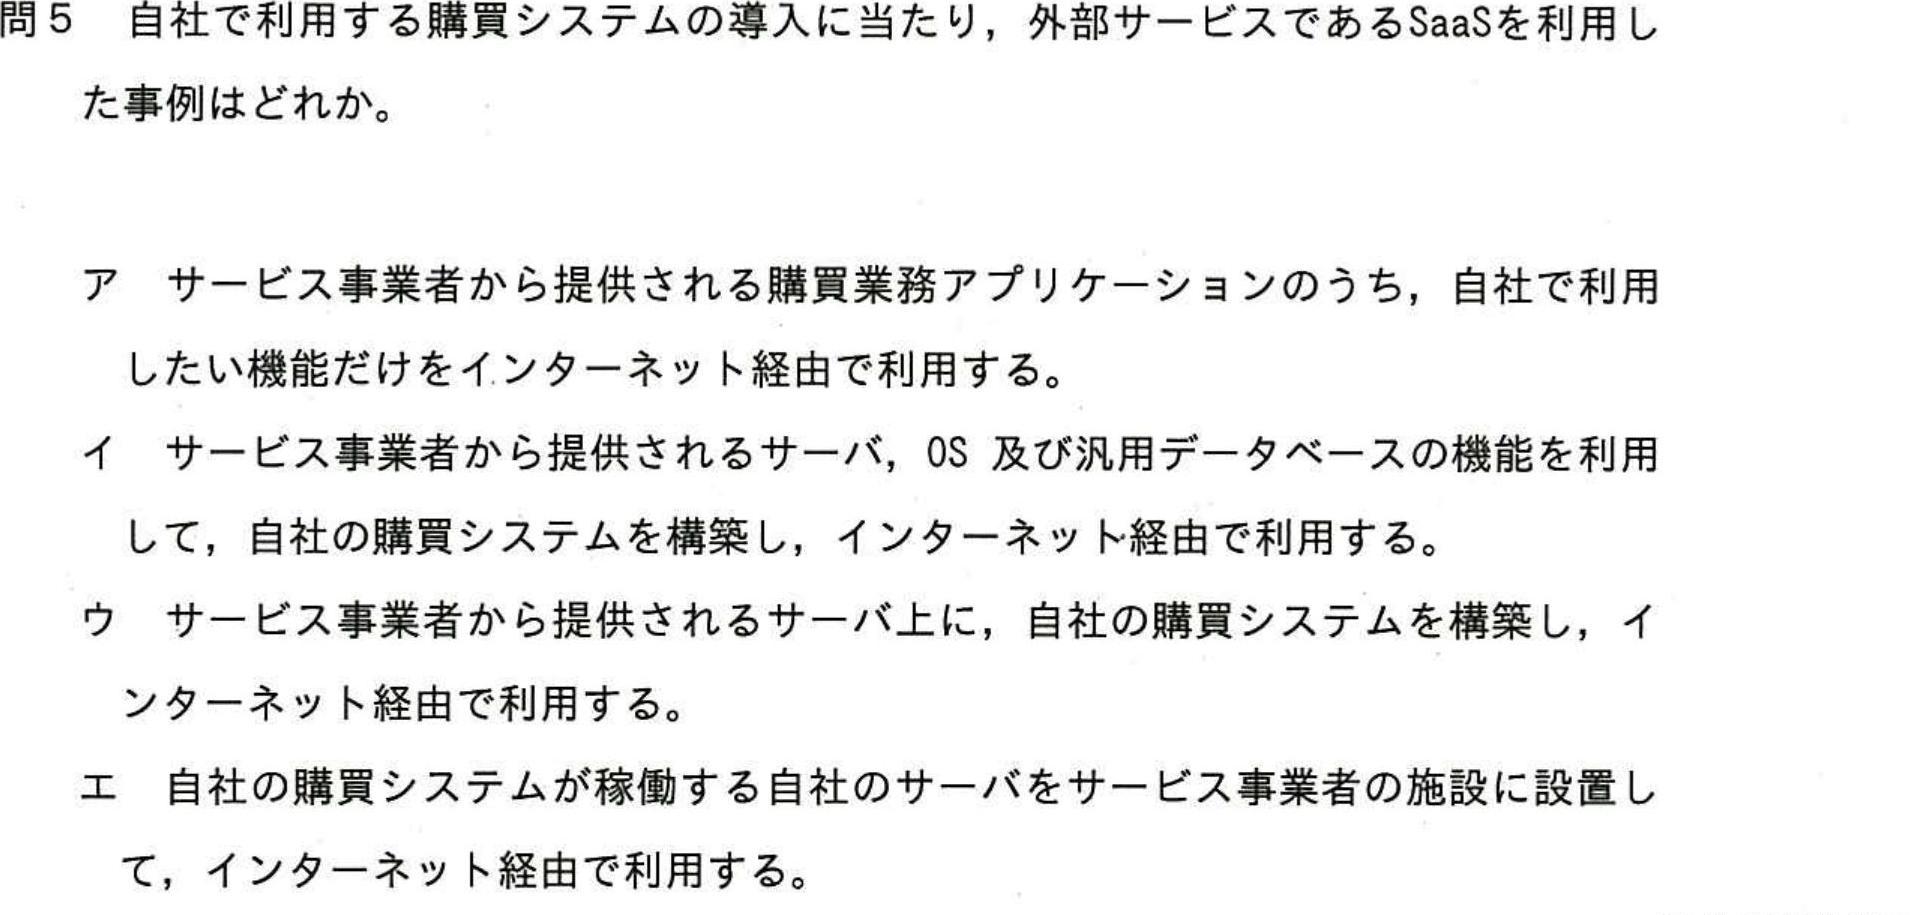 問５　自社で利用する購買システムの導入に当たり，外部サービスであるSaaSを利用し
た事例はどれか。
ア　サービス事業者から提供される購買業務アプリケーションのうち，自社で利用
したい機能だけをインターネット経由で利用する。
イ　サービス事業者から提供されるサーバ，OS 及び汎用データベースの機能を利用
して，自社の購買システムを構築し，インターネット経由で利用する。
ウ　サービス事業者から提供されるサーバ上に，自社の購買システムを構築し，イ
ンターネット経由で利用する。
エ　自社の購買システムが稼働する自社のサーバをサービス事業者の施設に設置し
て，インターネット経由で利用する。